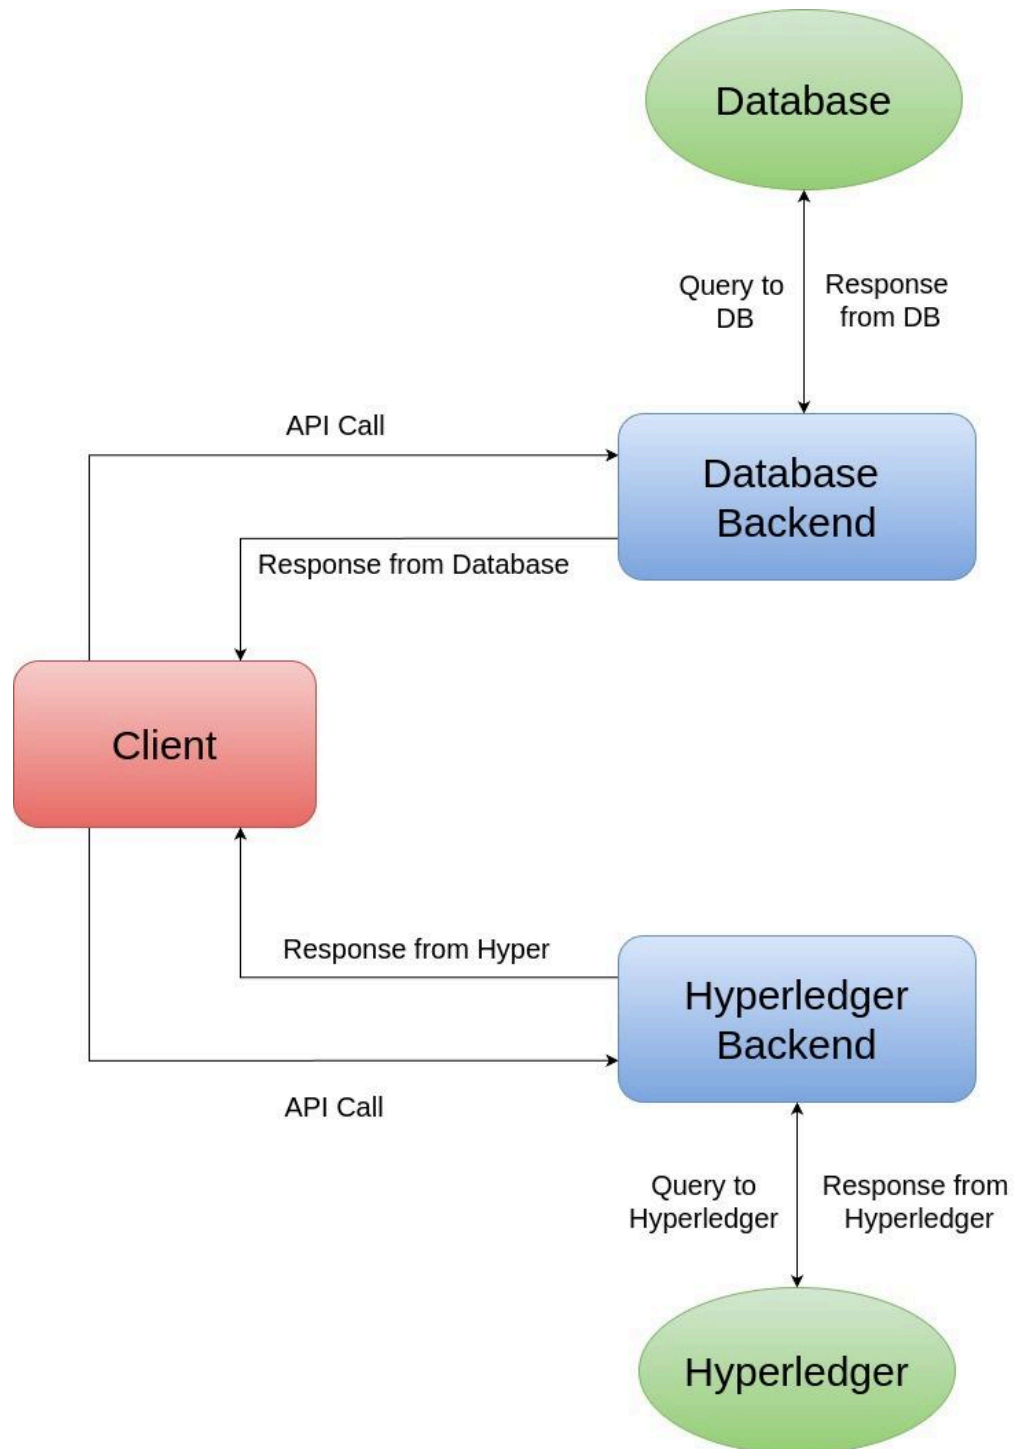 Database
Query to
DB
Response
from DB
API Call
Database
Backend
Response from Database
Client
Response from Hyper
Hyperledger
Backend
API Call
Query to
Hyperledger
Response from
Hyperledger
Hyperledger